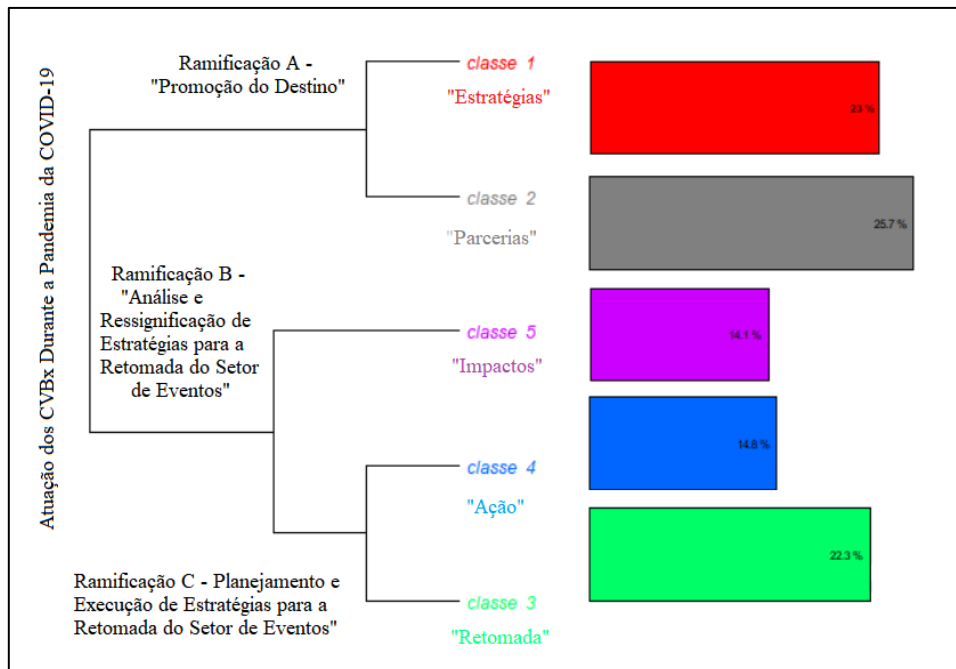 Atuação dos CVBx Durante a Pandemia da COVID-19
Ramificação A -
"Promoção do Destino"
classe 1
"Estratégias"
23 %
classe 2
"Parcerias"
25.7 %
Ramificação B -
"Análise e
Ressignificação de
Estratégias para a
Retomada do Setor
de Eventos"
classe 5
"Impactos"
14.1 %
classe 4
"Ação"
14.8 %
Ramificação C - Planejamento e
Execução de Estratégias para a
Retomada do Setor de Eventos"
classe 3
"Retomada"
22.3 %